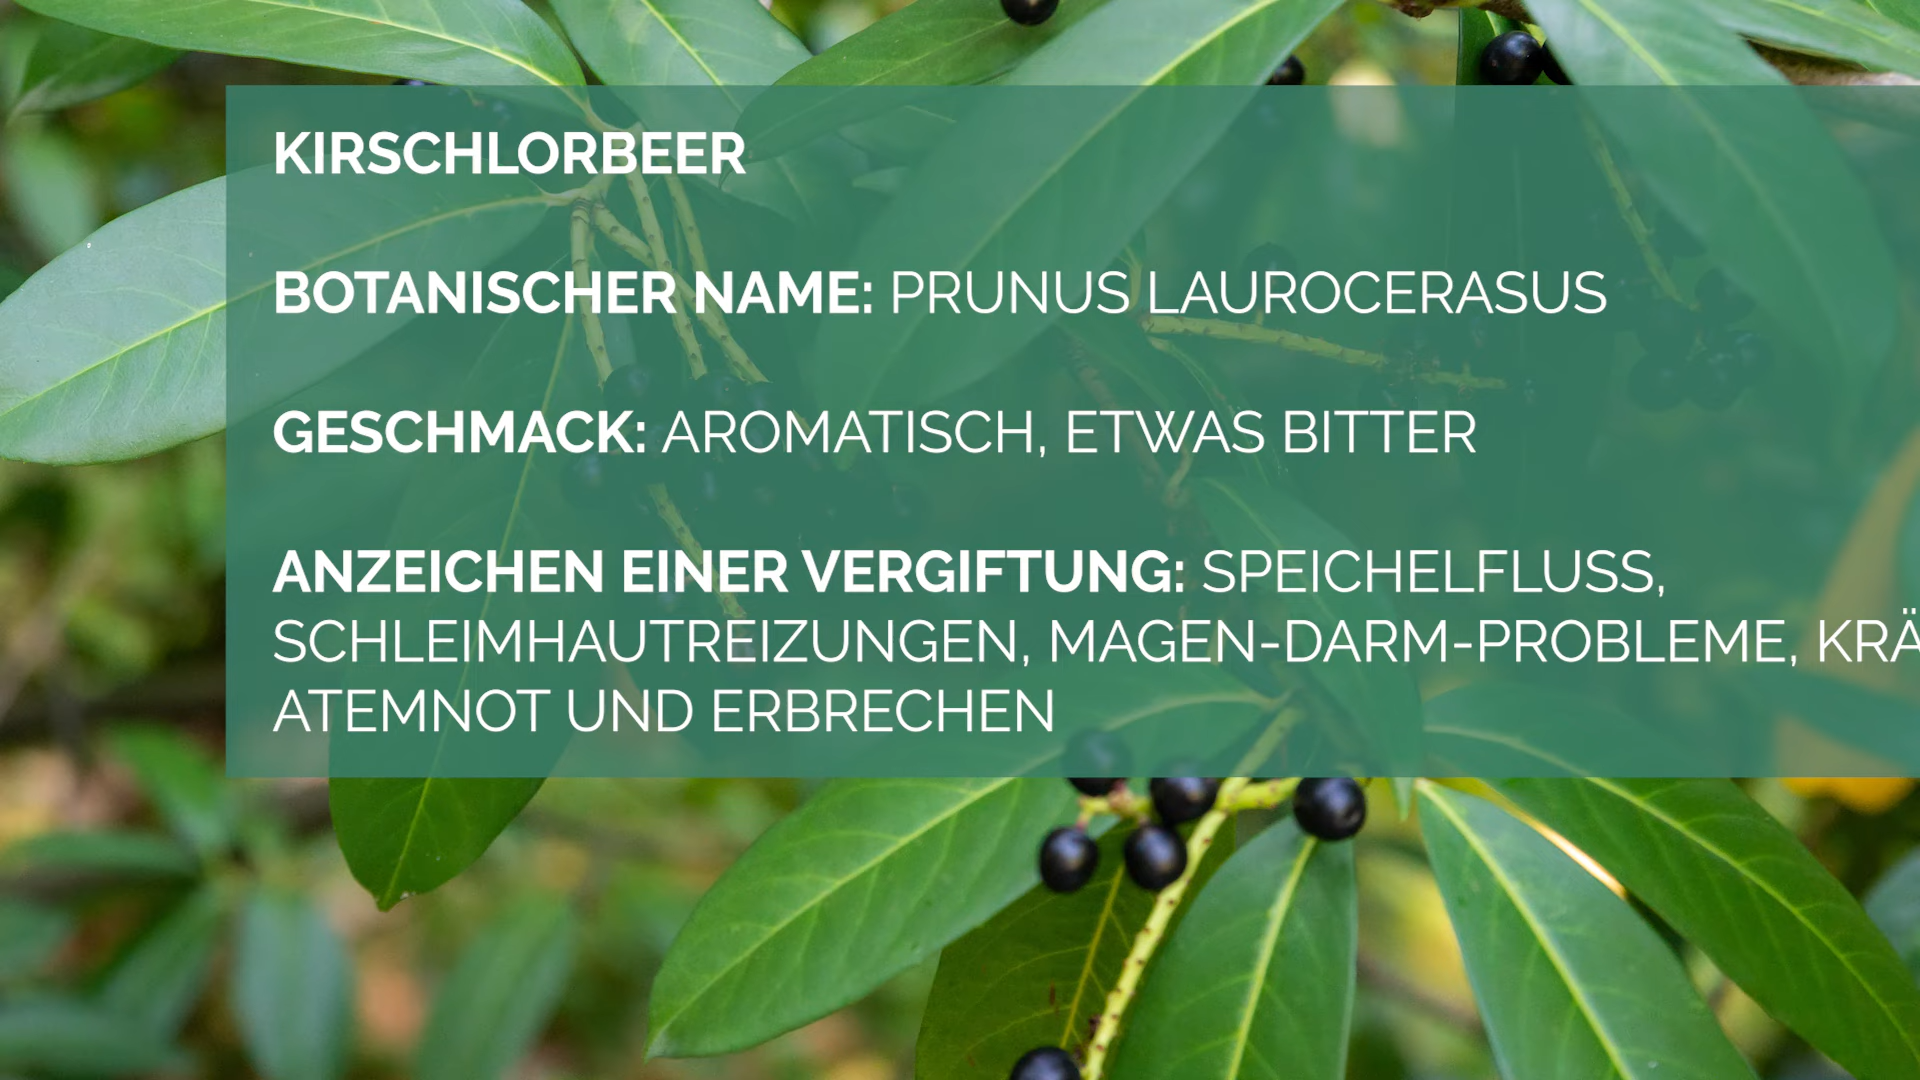 KIRSCHLORBEER
BOTANISCHER NAME: PRUNUS LAUROCERASUS
GESCHMACK: AROMATISCH, ETWAS BITTER
ANZEICHEN EINER VERGIFTUNG: SPEICHELFLUSS,
SCHLEIMHAUTREIZUNGEN, MAGEN-DARM-PROBLEME,
ATEMNOT UND ERBRECHEN